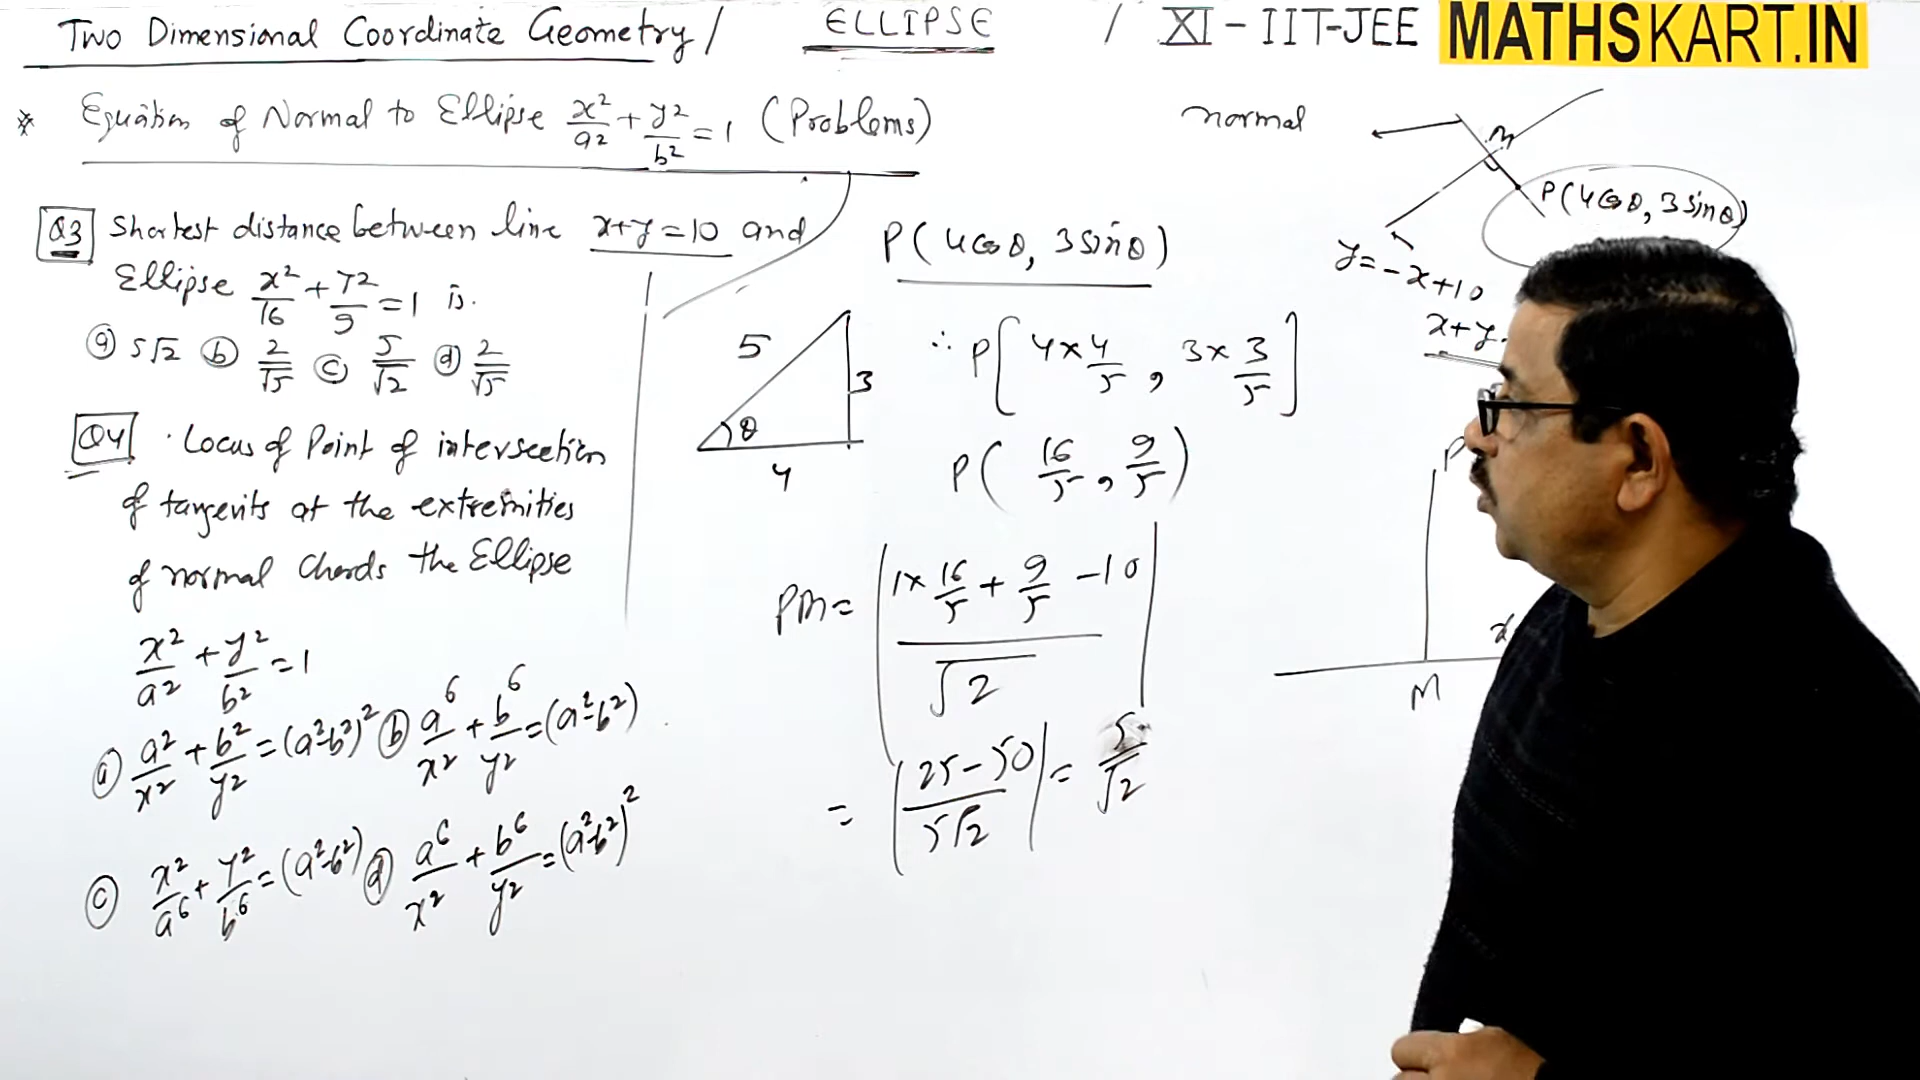 Two Dimensional Coordinate Geometry / ELLIPSE / XI - IIT-JEE MATHSKART.IN
* Equation of Normal to Ellipse x²/a² + y²/b² = 1 (Problems)
Q3 Shortest distance between line x+y=10 and
Ellipse x²/16 + y²/9 = 1 is.
(a) 5√2 (b) 2/√5 (c) 5/√2 (d) 2/√5
Q4 . Locus of Point of intersection
of tangents at the extremities
of normal Chords the Ellipse
x²/a² + y²/b² = 1
(a) a²/x² + b²/y² = (a²-b²)² (b) a⁶/x² + b⁶/y² = (a²-b²)
(c) x²/a⁶ + y²/b⁶ = (a²-b²) (d) a⁶/x² + b⁶/y² = (a²-b²)²
5
3
θ
4
P(4cosθ, 3sinθ)
∴ P[4×4/5, 3×3/5]
P(16/5, 9/5)
PM = |(1×16/5 + 9/5 - 10)/√2|
= |(25-50)/5√2| = 5/√2
normal
M
P(4cosθ, 3sinθ)
y=-x+10
x+y
P
M